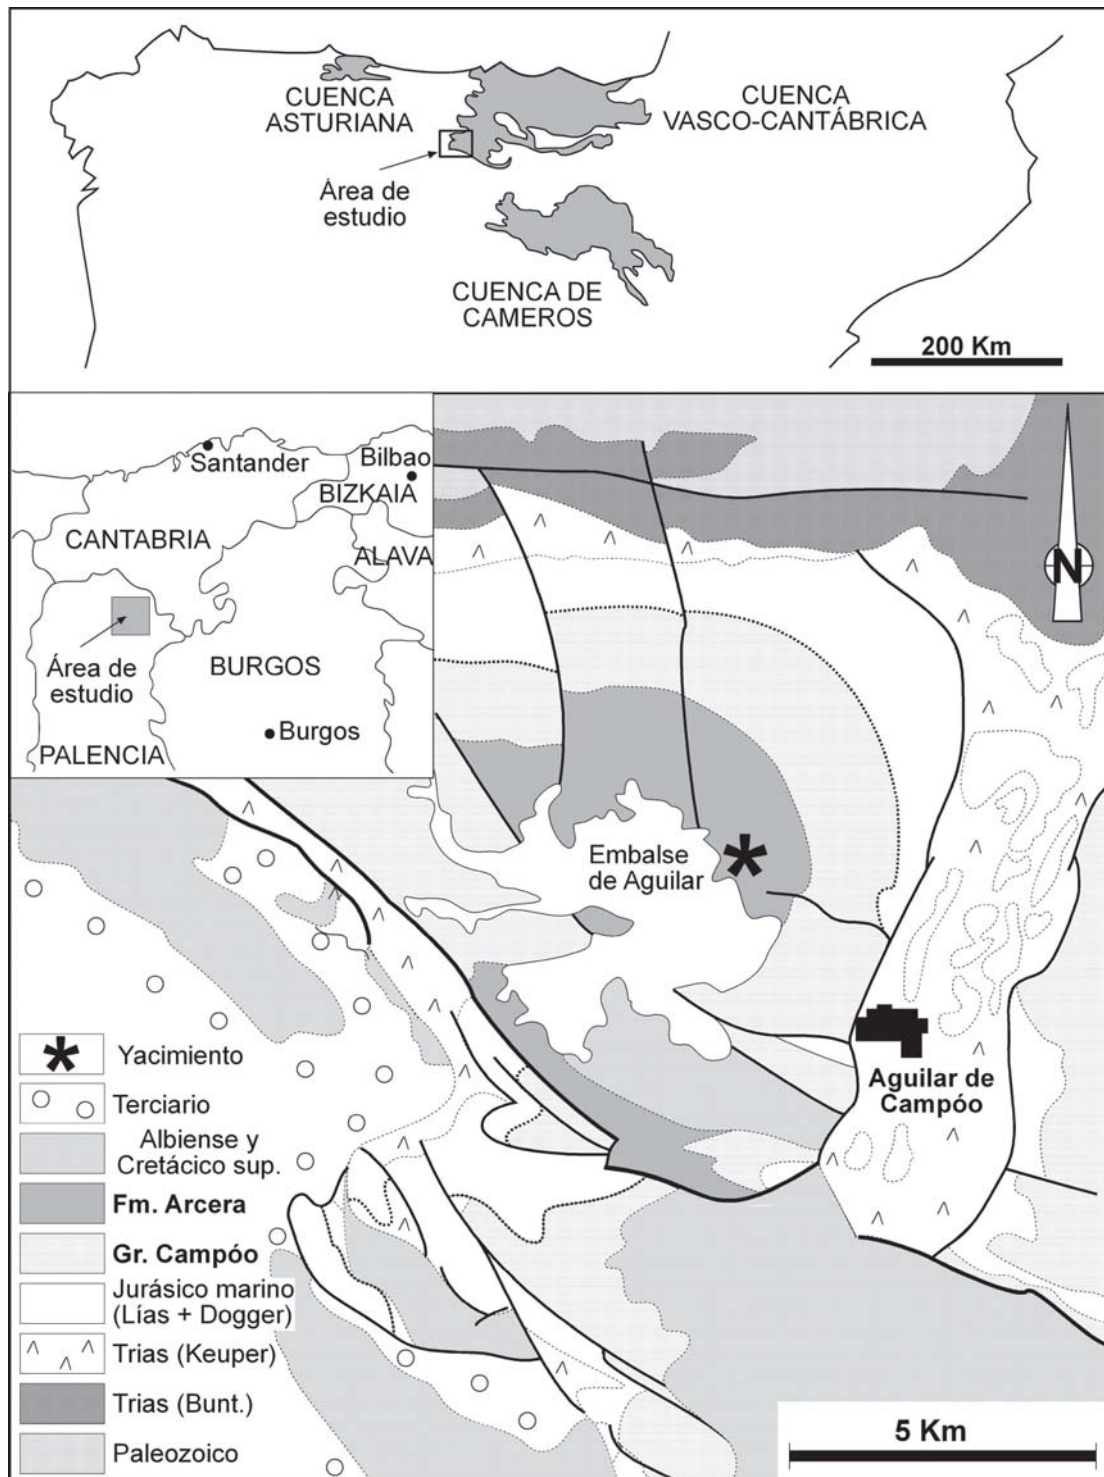 CUENCA
ASTURIANA
CUENCA
VASCO-CANTÁBRICA
Área de
estudio
CUENCA DE
CAMEROS
200 Km
Santander
Bilbao
BIZKAIA
CANTABRIA
ALAVA
Área de
estudio
BURGOS
Burgos
PALENCIA
N
Embalse
de Aguilar
Aguilar de
Campóo
Yacimiento
Terciario
Albiense y
Cretácico sup.
Fm. Arcera
Gr. Campóo
Jurásico marino
(Lías + Dogger)
Trias (Keuper)
Trias (Bunt.)
Paleozoico
5 Km